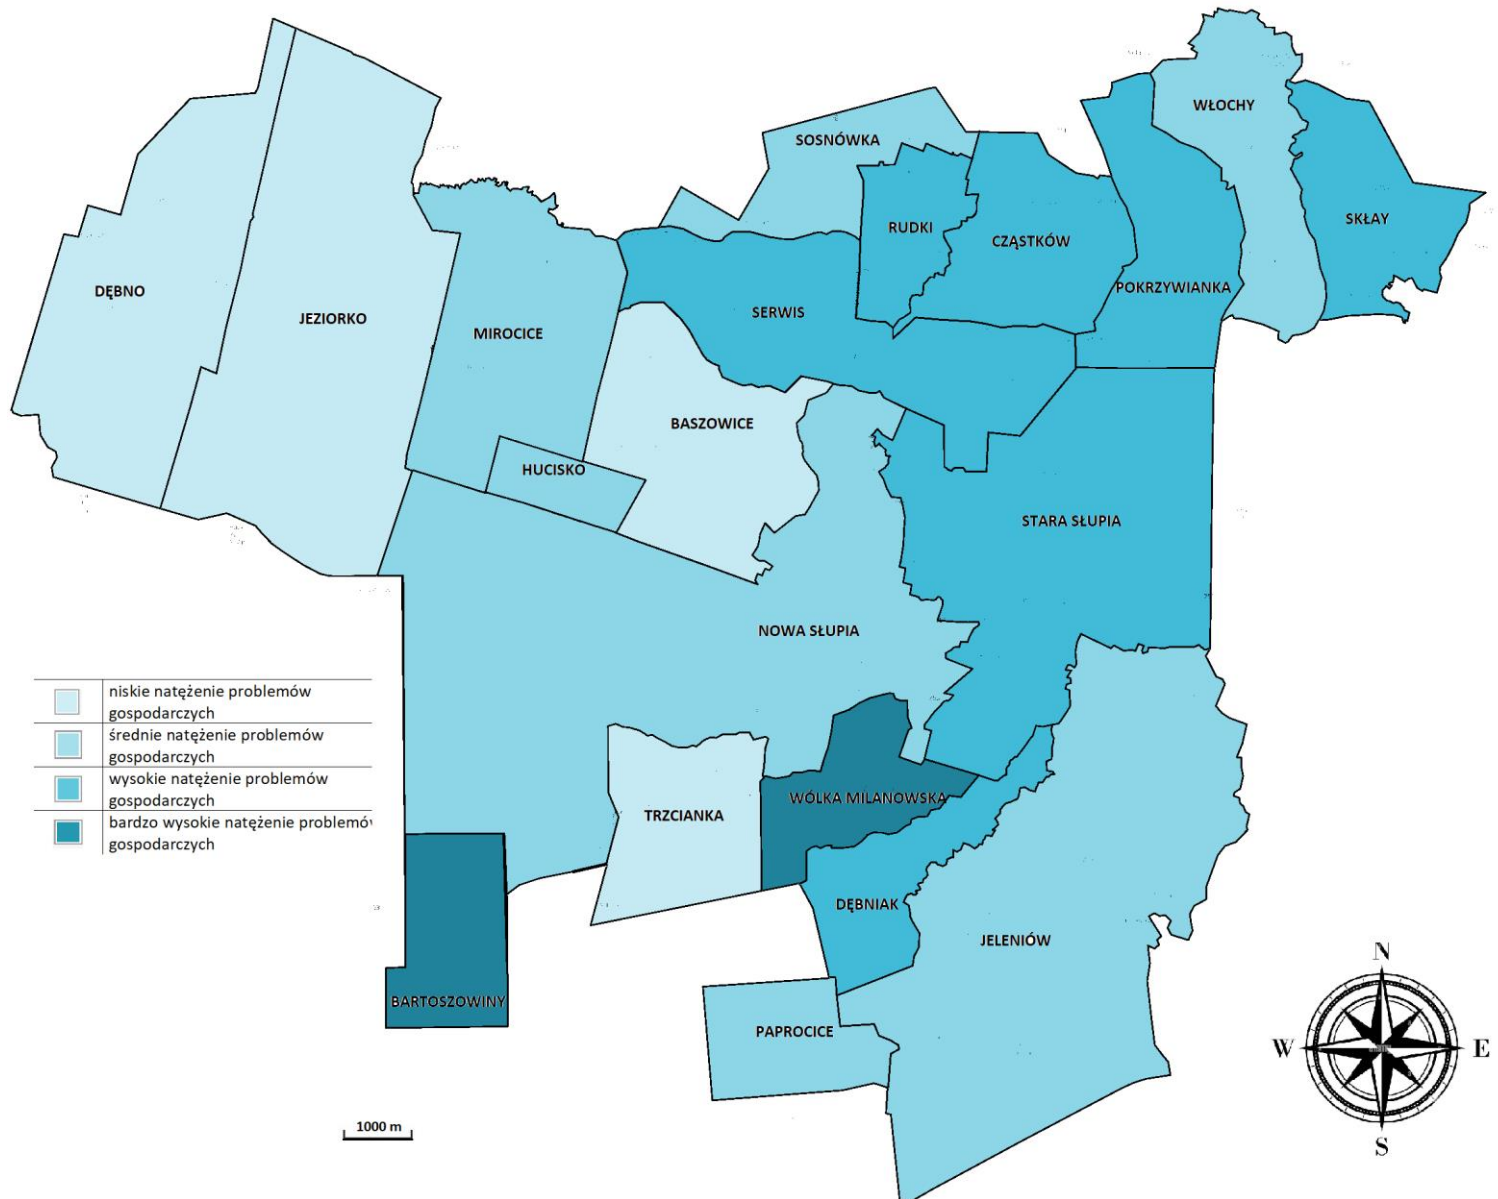 WŁOCHY
SOSNÓWKA
SKŁAY
RUDKI
CZĄSTKÓW
POKRZYWIANKA
DĘBNO
JEZIORKO
SERWIS
MIROCICE
BASZOWICE
HUCISKO
STARA SŁUPIA
NOWA SŁUPIA
niskie natężenie problemów
gospodarczych
średnie natężenie problemów
gospodarczych
wysokie natężenie problemów
gospodarczych
bardzo wysokie natężenie problemów
gospodarczych
WÓLKA MILANOWSKA
TRZCIANKA
DĘBNIAK
JELENIÓW
BARTOSZOWINY
PAPROCICE
N
W
E
S
1000 m